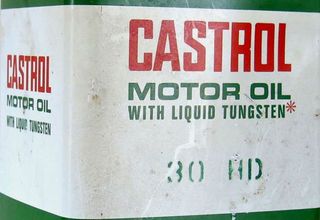 CASTROL
MOTOR OIL
WITH LIQUID TUNGSTEN
CASTROL
MOTOR OIL
WITH LIQUID TUNGSTEN*
30 HD